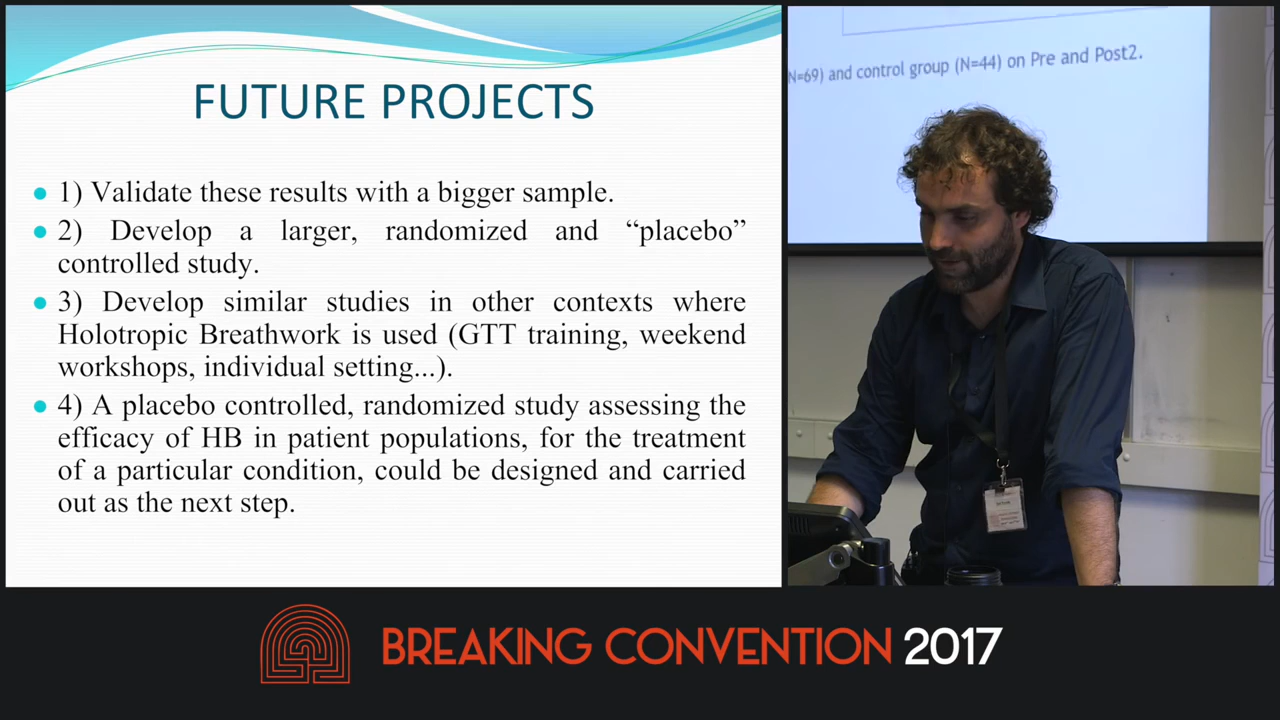 FUTURE PROJECTS
● 1) Validate these results with a bigger sample.
● 2) Develop a larger, randomized and “placebo”
controlled study.
● 3) Develop similar studies in other contexts where
Holotropic Breathwork is used (GTT training, weekend
workshops, individual setting...).
● 4) A placebo controlled, randomized study assessing the
efficacy of HB in patient populations, for the treatment
of a particular condition, could be designed and carried
out as the next step.
N=69) and control group (N=44) on Pre and Post2.
BREAKING CONVENTION 2017